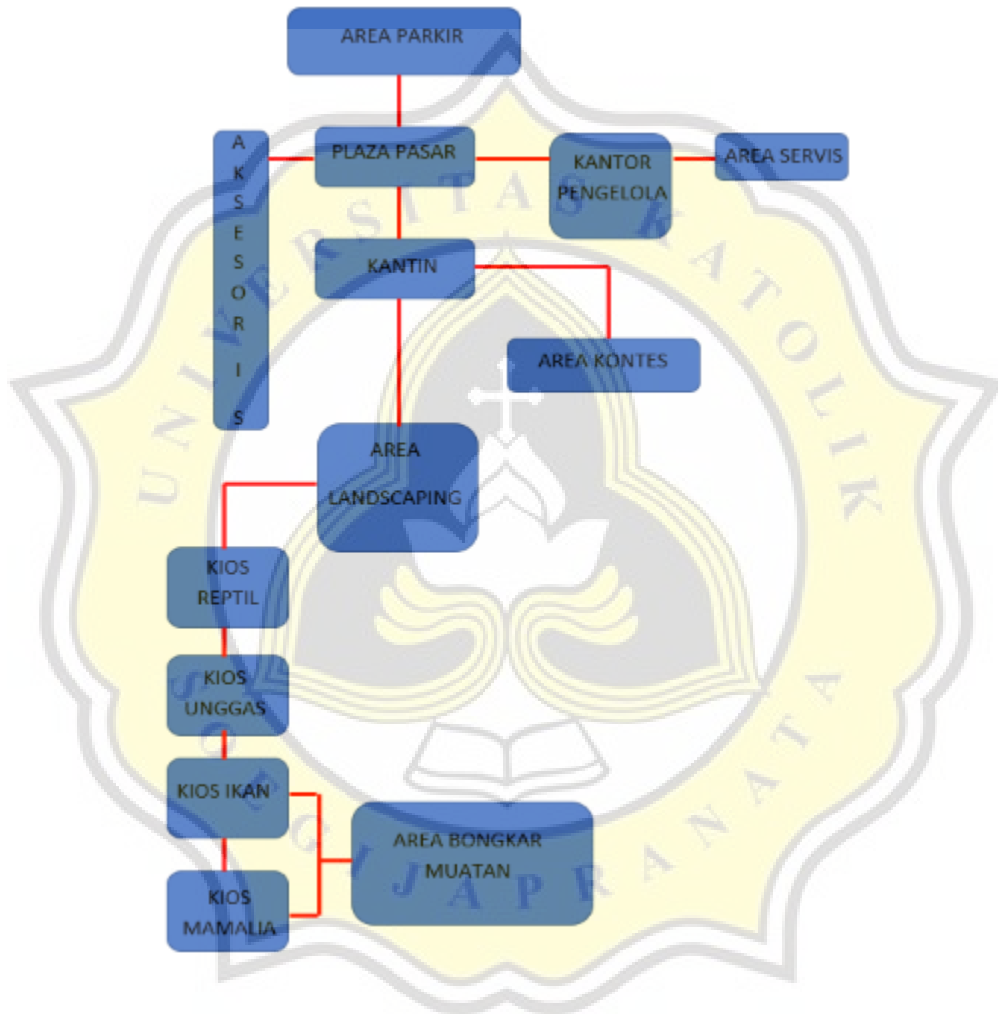 AREA PARKIR
PLAZA PASAR
AKSESORIS
KANTOR
PENGELOLA
AREA SERVIS
KANTIN
AREA KONTES
AREA
LANDSCAPING
KIOS
REPTIL
KIOS
UNGGAS
KIOS IKAN
KIOS
MAMALIA
AREA BONGKAR
MUATAN
UNIVERSITAS KATOLIK
SOEGIJAPRANATA